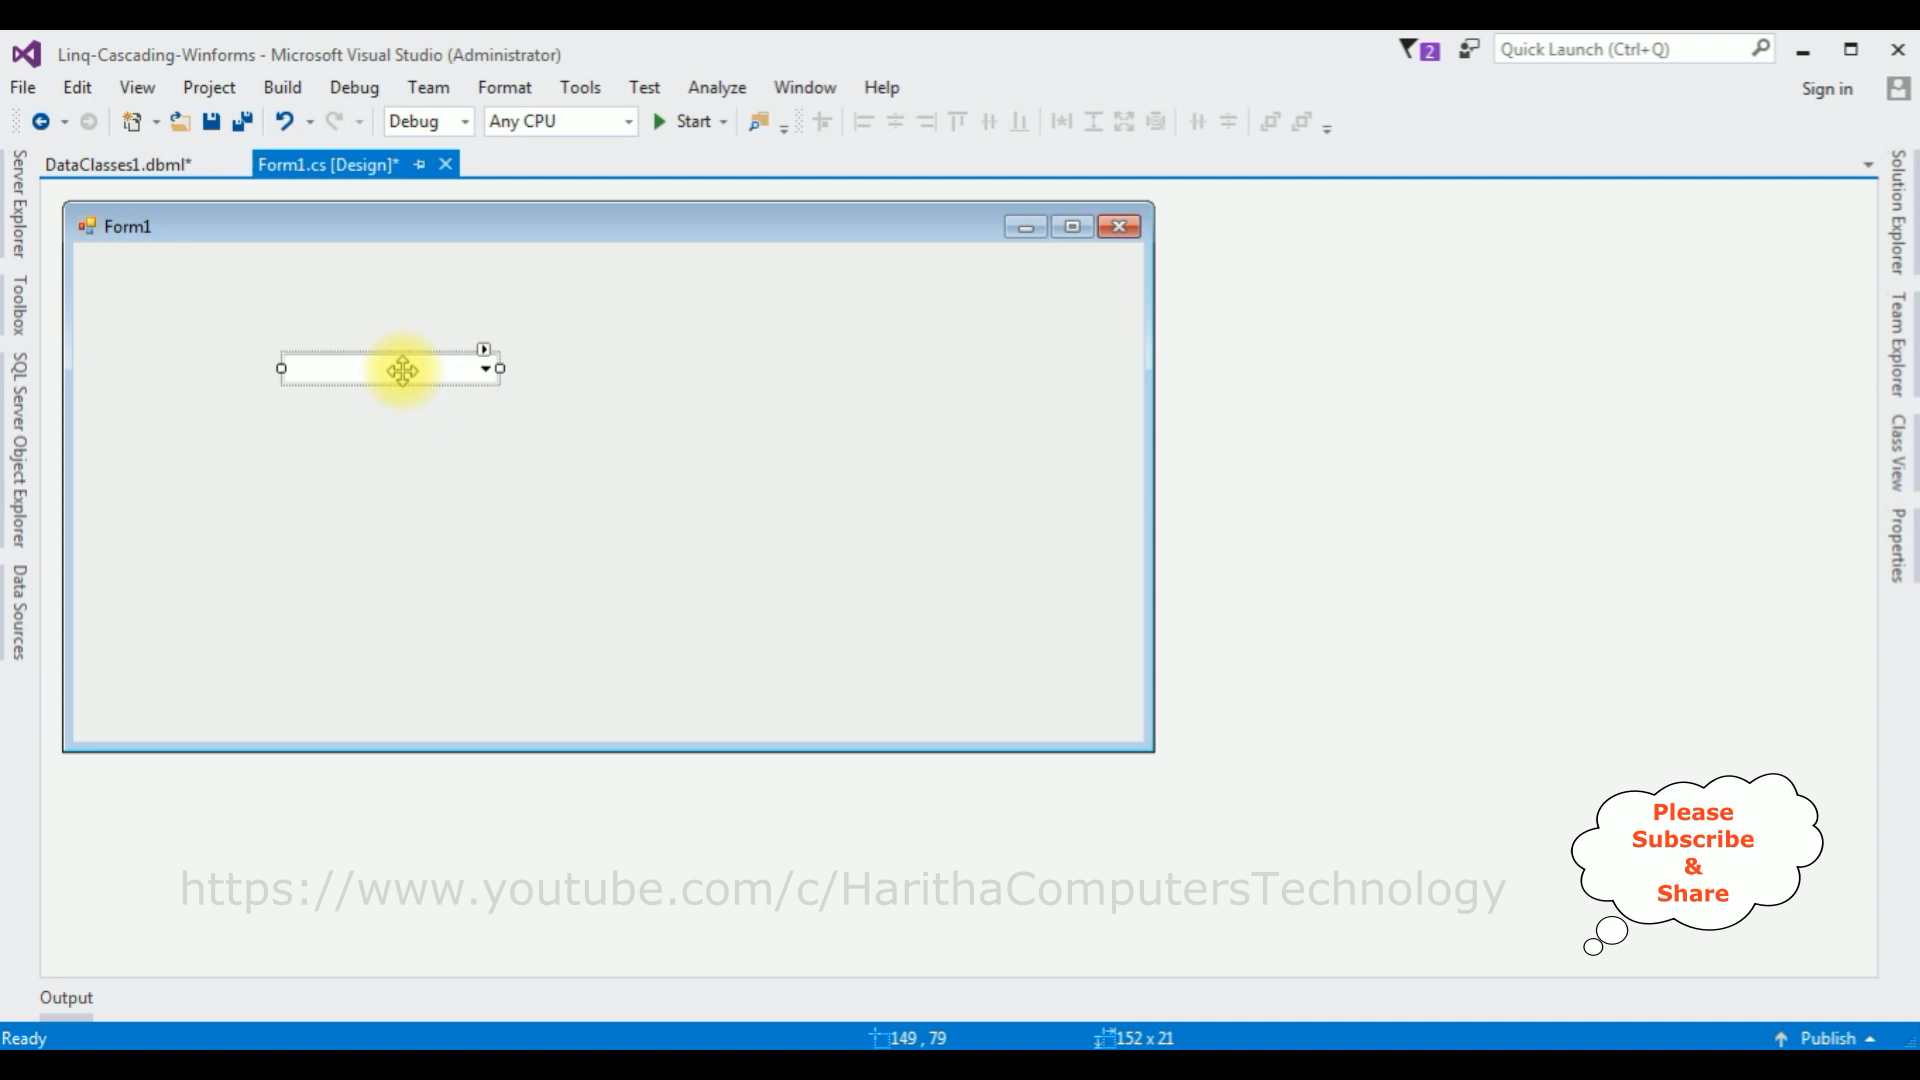 Linq-Cascading-Winforms - Microsoft Visual Studio (Administrator)
2
Quick Launch (Ctrl+Q)
File Edit View Project Build Debug Team Format Tools Test Analyze Window Help
Sign in
Debug Any CPU Start
DataClasses1.dbml* Form1.cs [Design]*
Server Explorer
Toolbox
SQL Server Object Explorer
Data Sources
Form1
Solution Explorer
Team Explorer
Class View
Properties
Please
Subscribe
&
Share
https://www.youtube.com/c/HarithaComputersTechnology
Output
Ready 149 , 79 152 x 21 Publish